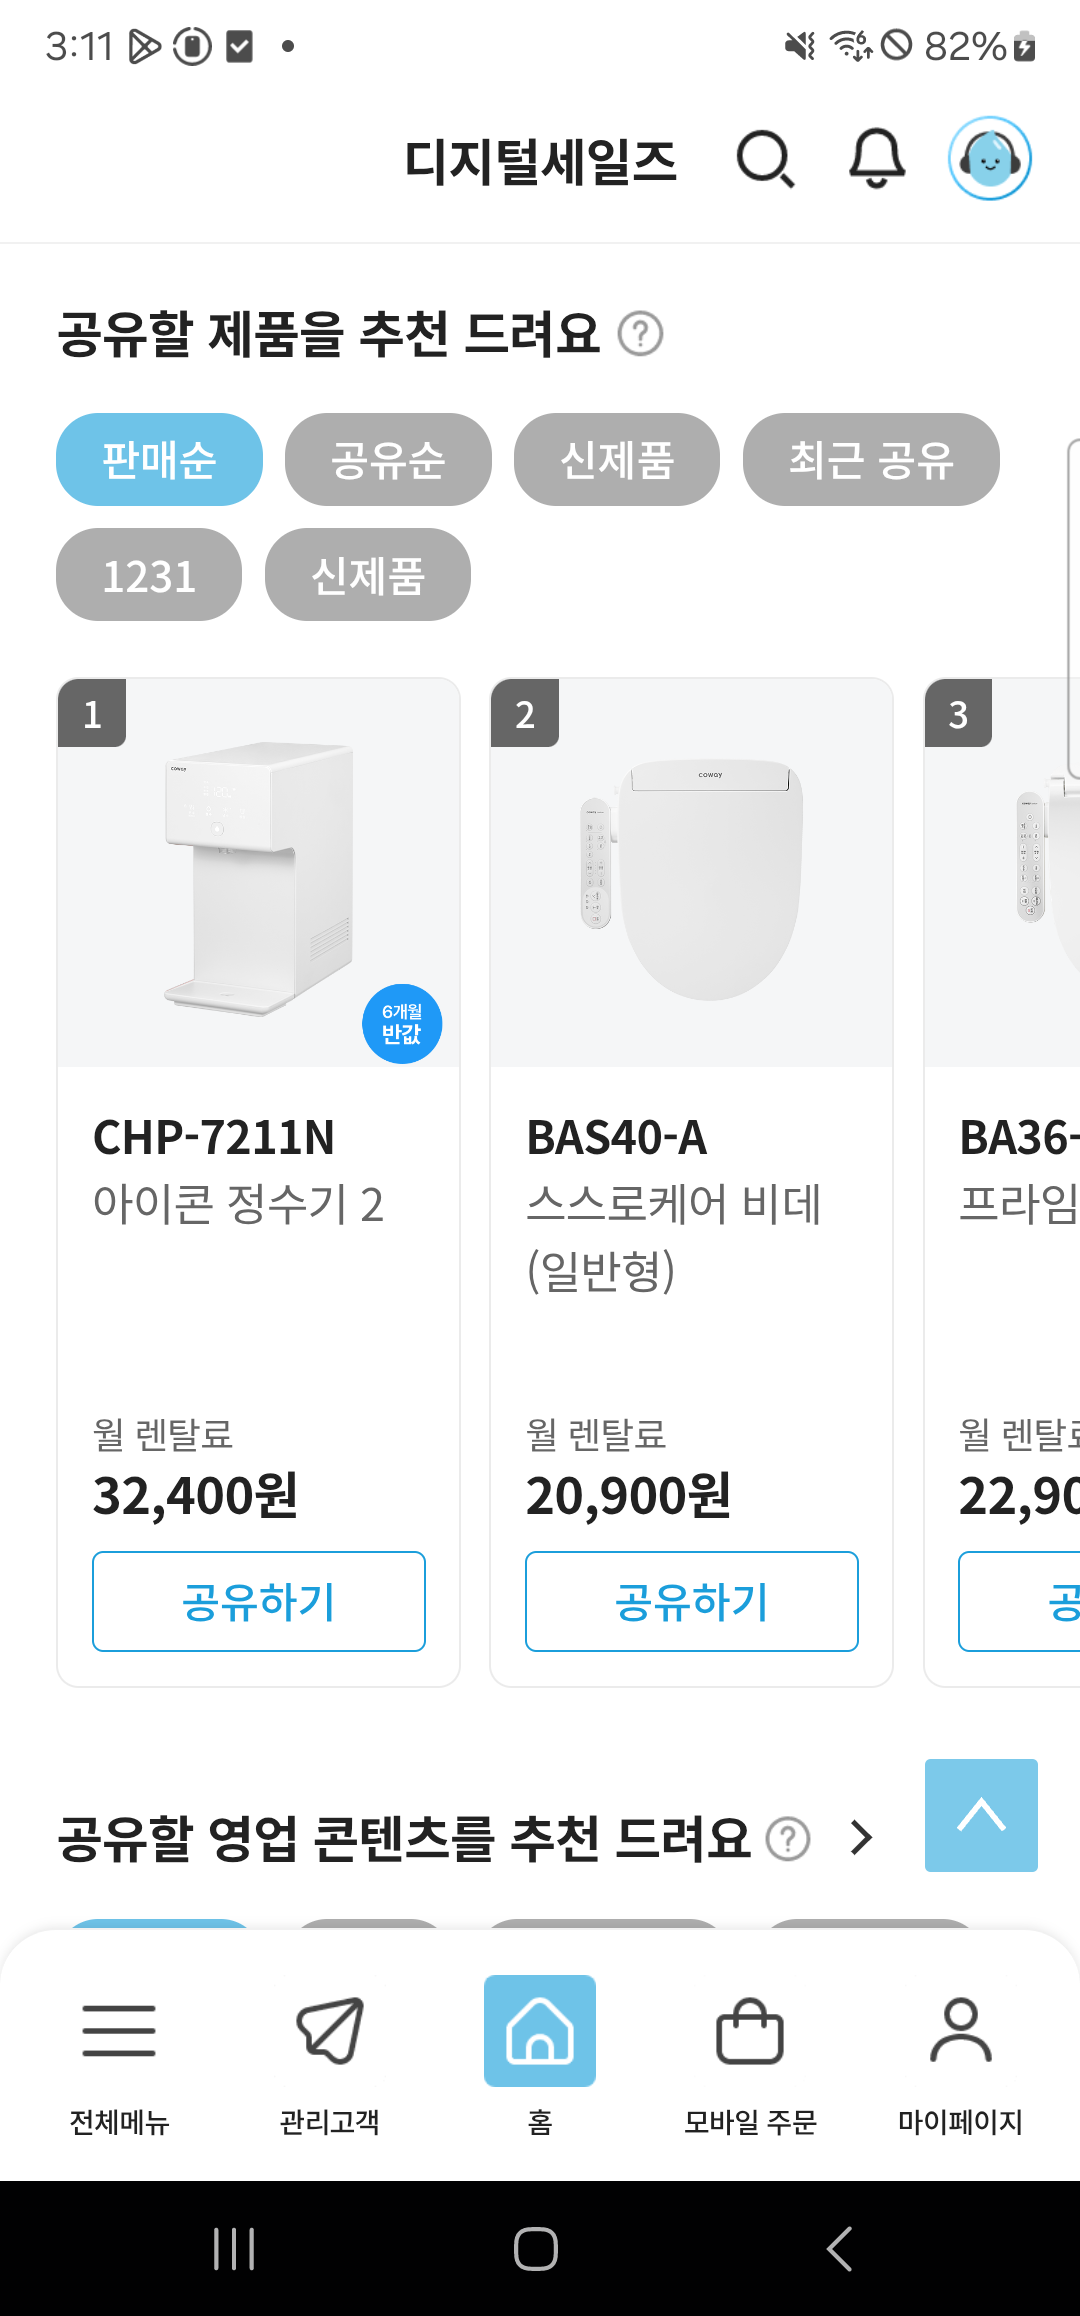 3:11
82%
디지털세일즈
공유할 제품을 추천 드려요 ?
판매순 공유순 신제품 최근 공유
1231 신제품
1 2 3
coway
coway
6개월
반값
CHP-7211N BAS40-A BA36-
아이콘 정수기 2 스스로케어 비데 프라임
(일반형)
월 렌탈료 월 렌탈료 월 렌탈료
32,400원 20,900원 22,90
공유하기 공유하기 공
공유할 영업 콘텐츠를 추천 드려요 ?
전체메뉴 관리고객 홈 모바일 주문 마이페이지